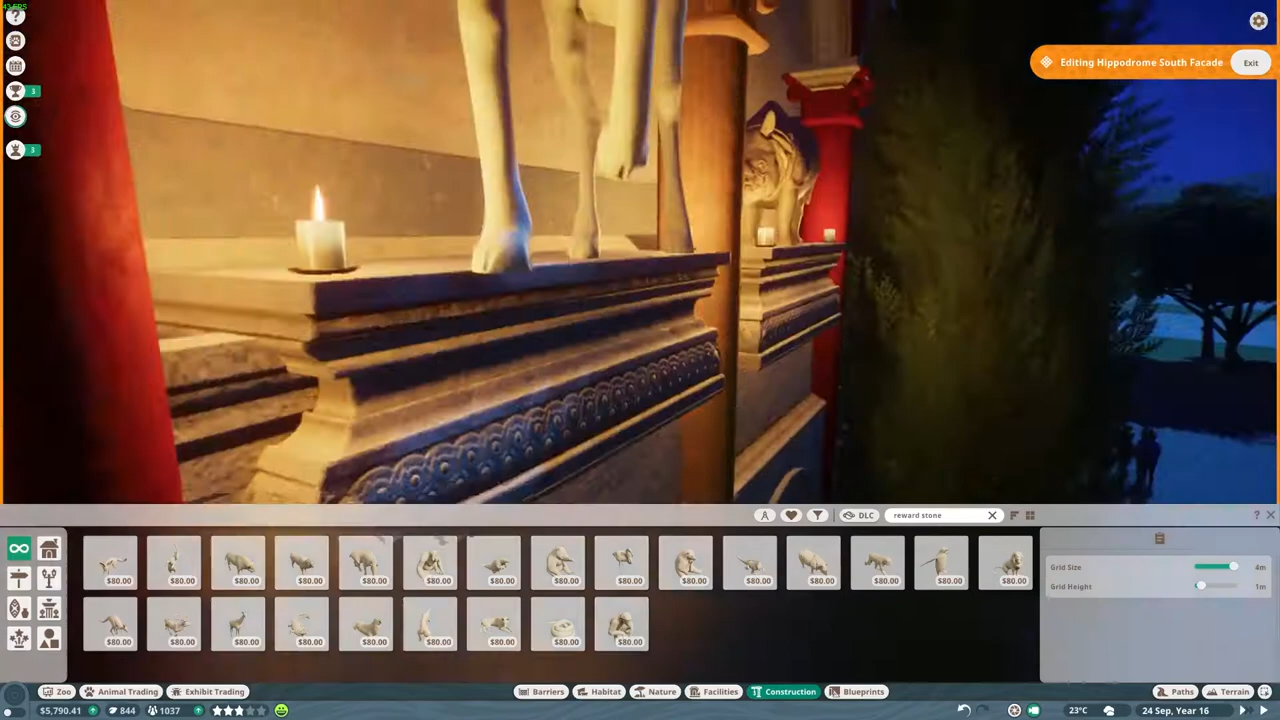 43 FPS
?
3
3
Editing Hippodrome South Facade Exit
DLC reward stone
?
Grid Size 4m
Grid Height 1m
$80.00 $80.00 $80.00 $80.00 $80.00 $80.00 $80.00 $80.00 $80.00 $80.00 $80.00 $80.00 $80.00 $80.00 $80.00
$80.00 $80.00 $80.00 $80.00 $80.00 $80.00 $80.00 $80.00 $80.00
Zoo Animal Trading Exhibit Trading Barriers Habitat Nature Facilities Construction Blueprints Paths Terrain
$5,790.41 844 1037 23°C 24 Sep, Year 16